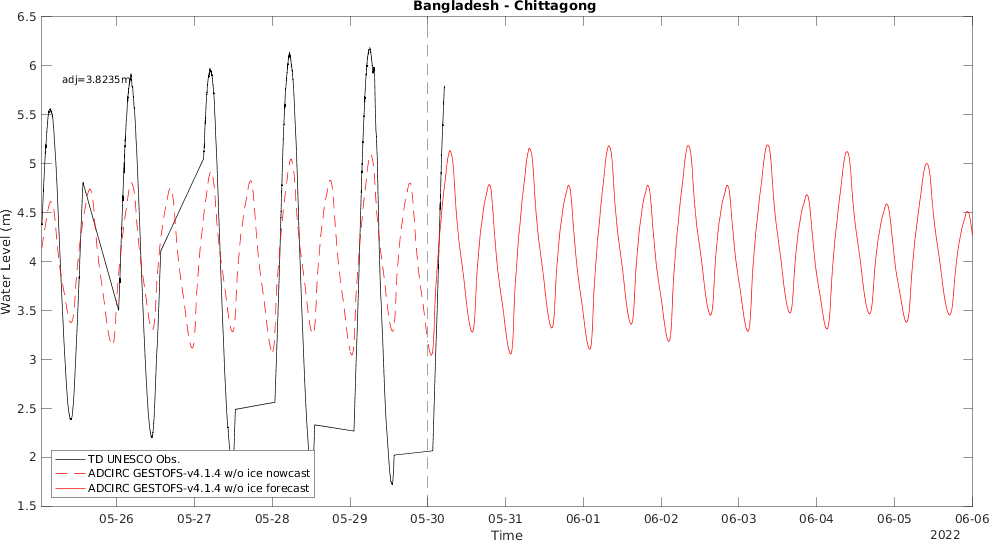 Bangladesh - Chittagong
6.5
6
5.5
5
4.5
4
3.5
3
2.5
2
1.5
Water Level (m)
adj=3.8235m
TD UNESCO Obs.
ADCIRC GESTOFS-v4.1.4 w/o ice nowcast
ADCIRC GESTOFS-v4.1.4 w/o ice forecast
05-26 05-27 05-28 05-29 05-30 05-31 06-01 06-02 06-03 06-04 06-05 06-06
Time
2022